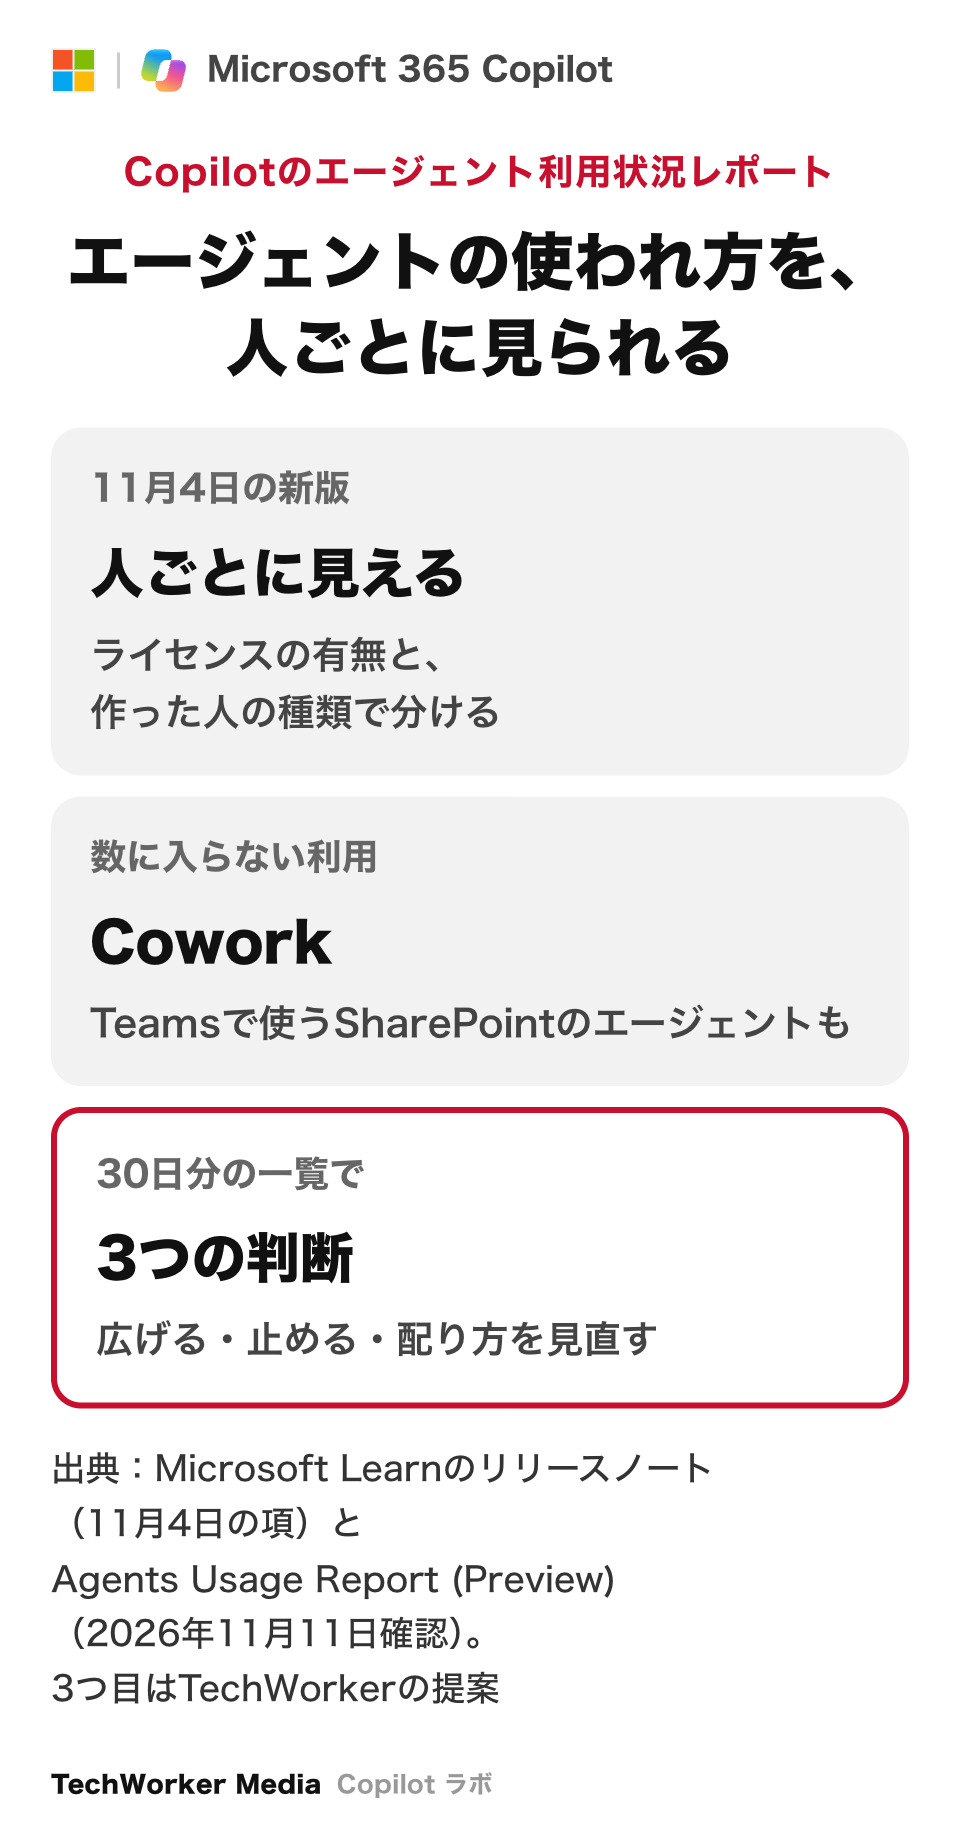 Microsoft 365 Copilot
Copilotのエージェント利用状況レポート
エージェントの使われ方を、
人ごとに見られる
11月4日の新版
人ごとに見える
ライセンスの有無と、
作った人の種類で分ける
数に入らない利用
Cowork
Teamsで使うSharePointのエージェントも
30日分の一覧で
3つの判断
広げる・止める・配り方を見直す
出典：Microsoft Learnのリリースノート
（11月4日の項）と
Agents Usage Report (Preview)
（2026年11月11日確認）。
3つ目はTechWorkerの提案
TechWorker Media Copilot ラボ